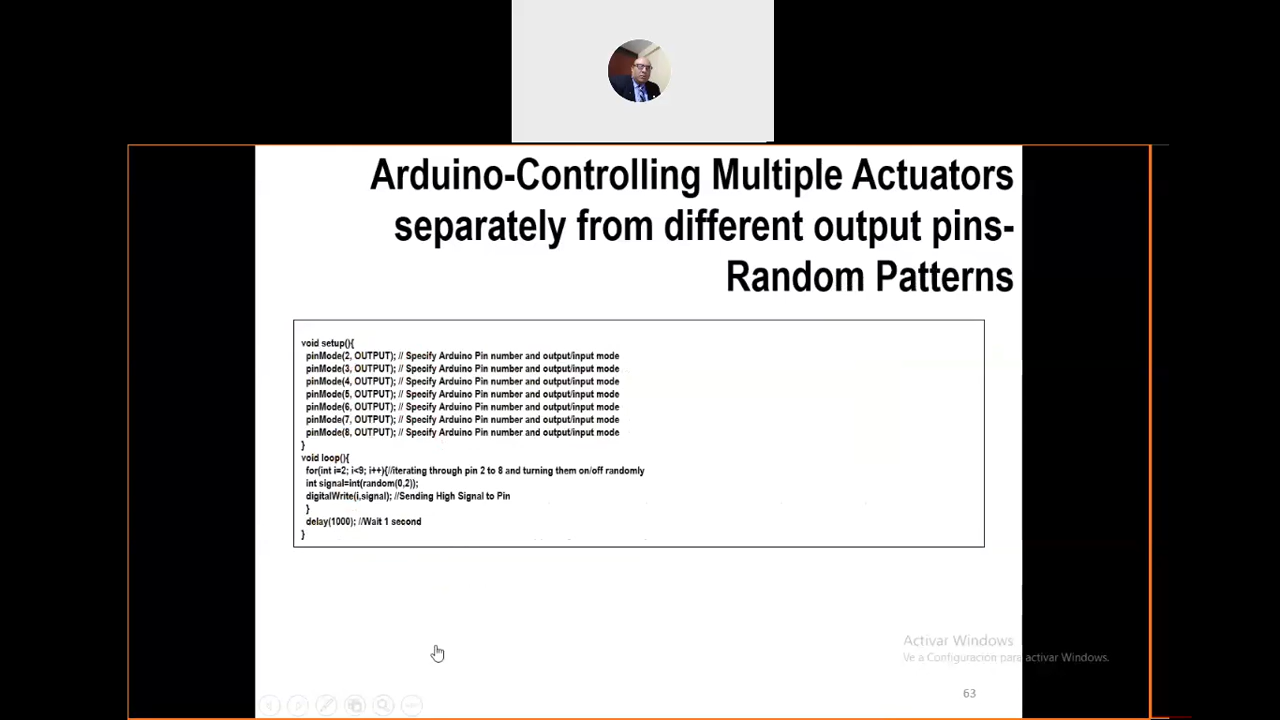 Arduino-Controlling Multiple Actuators
separately from different output pins-
Random Patterns
void setup(){
pinMode(2, OUTPUT); // Specify Arduino Pin number and output/input mode
pinMode(3, OUTPUT); // Specify Arduino Pin number and output/input mode
pinMode(4, OUTPUT); // Specify Arduino Pin number and output/input mode
pinMode(5, OUTPUT); // Specify Arduino Pin number and output/input mode
pinMode(6, OUTPUT); // Specify Arduino Pin number and output/input mode
pinMode(7, OUTPUT); // Specify Arduino Pin number and output/input mode
pinMode(8, OUTPUT); // Specify Arduino Pin number and output/input mode
}
void loop(){
for(int i=2; i<9; i++){//iterating through pin 2 to 8 and turning them on/off randomly
int signal=int(random(0,2));
digitalWrite(i,signal); //Sending High Signal to Pin
}
delay(1000); //Wait 1 second
}
Activar Windows
Ve a Configuración para activar Windows.
63